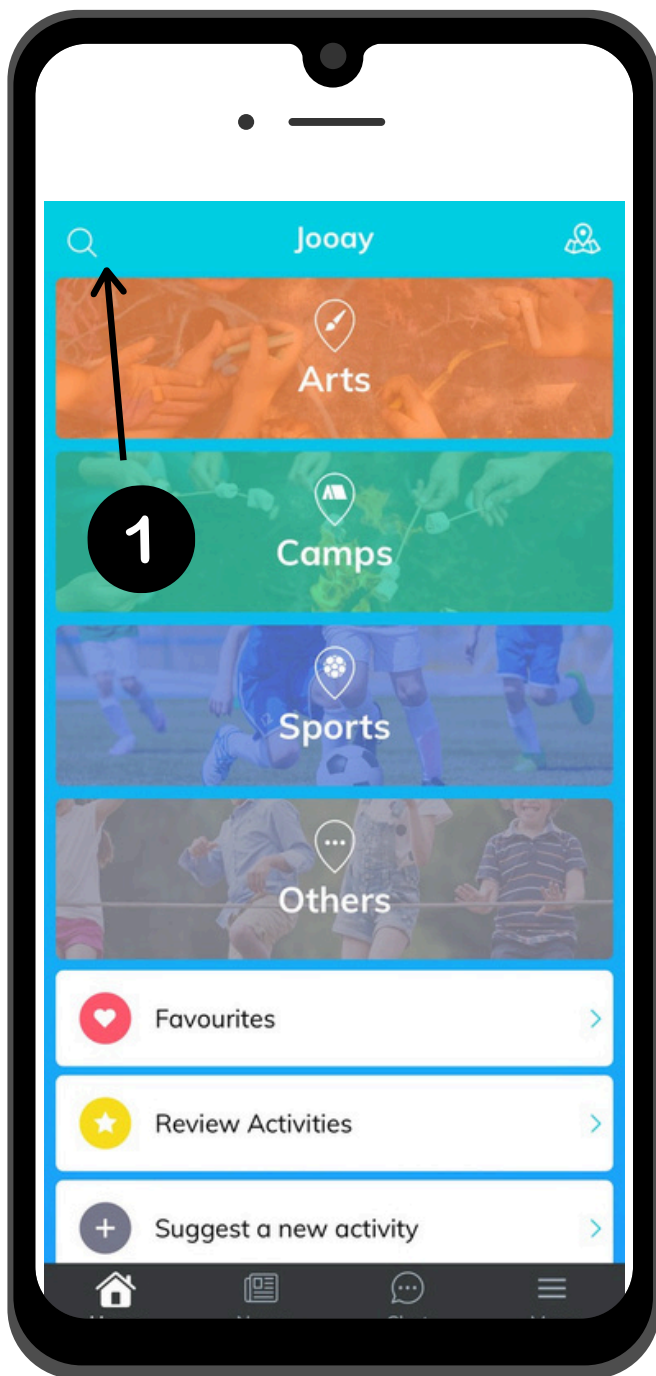 Jooay
Arts
1
Camps
Sports
Others
Favourites
Review Activities
Suggest a new activity